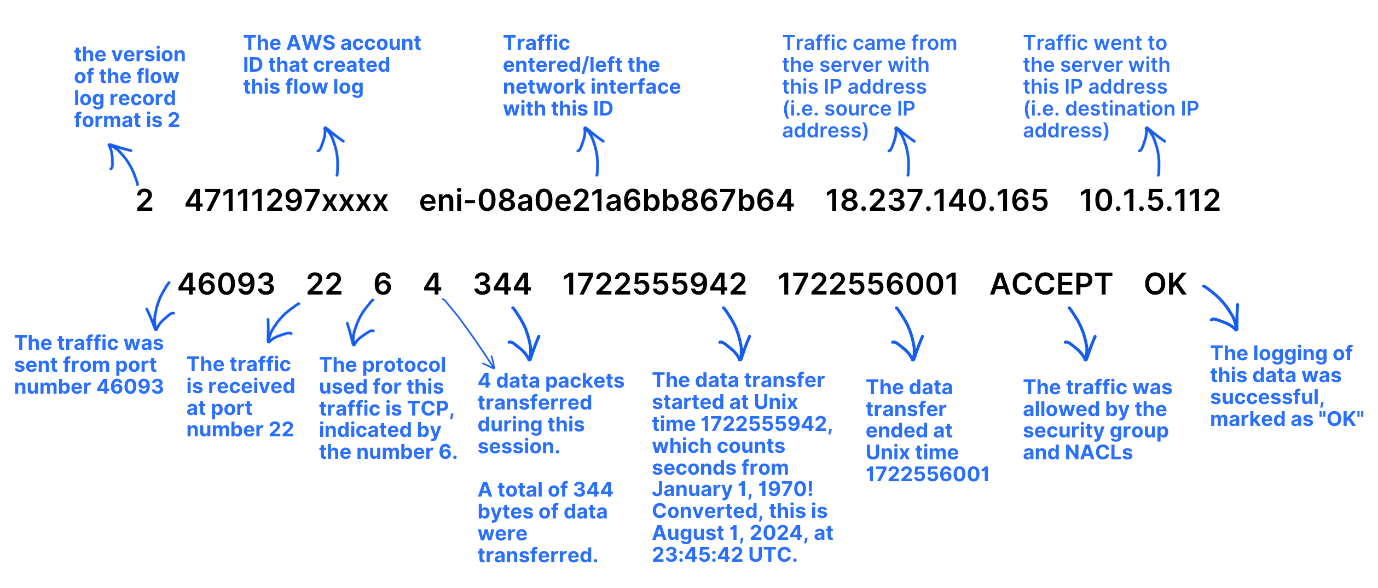 the version
of the flow
log record
format is 2
The AWS account
ID that created
this flow log
Traffic
entered/left the
network interface
with this ID
Traffic came from
the server with
this IP address
(i.e. source IP
address)
Traffic went to
the server with
this IP address
(i.e. destination IP
address)
2 47111297xxxx eni-08a0e21a6bb867b64 18.237.140.165 10.1.5.112
46093 22 6 4 344 1722555942 1722556001 ACCEPT OK
The traffic was
sent from port
number 46093
The traffic
is received
at port
number 22
The protocol
used for this
traffic is TCP,
indicated by
the number 6.
4 data packets
transferred
during this
session.
A total of 344
bytes of data
were
transferred.
The data transfer
started at Unix
time 1722555942,
which counts
seconds from
January 1, 1970!
Converted, this is
August 1, 2024, at
23:45:42 UTC.
The data
transfer
ended at
Unix time
1722556001
The traffic was
allowed by the
security group
and NACLs
The logging of
this data was
successful,
marked as "OK"